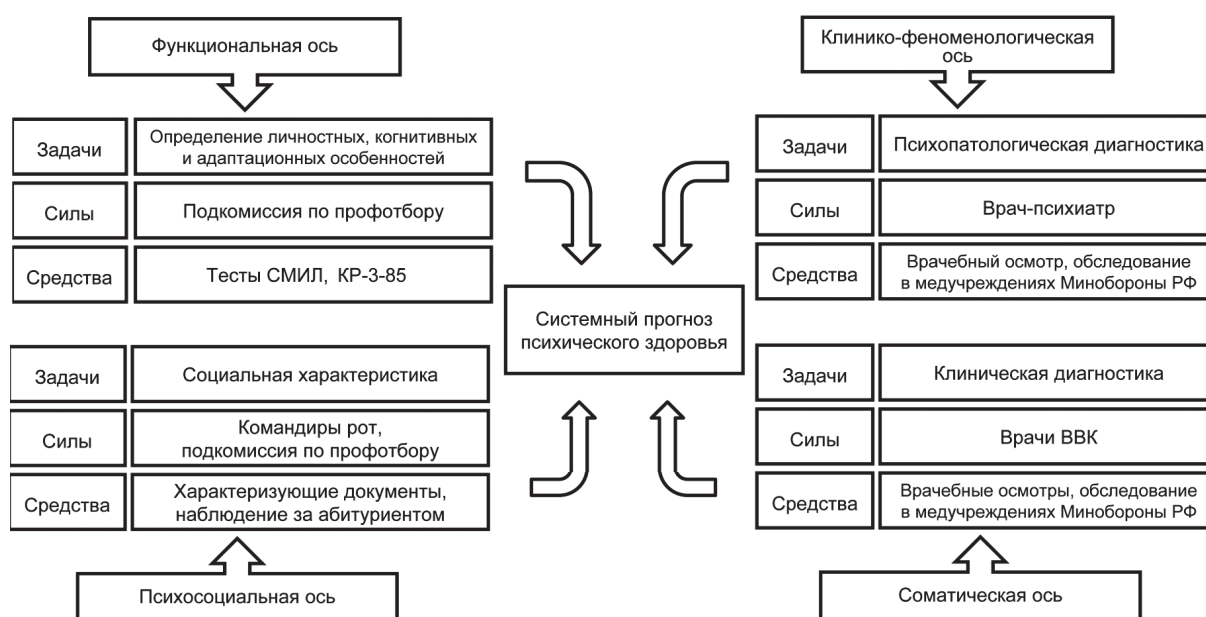 Функциональная ось
Задачи
Определение личностных, когнитивных
и адаптационных особенностей
Силы
Подкомиссия по профотбору
Средства
Тесты СМИЛ, КР-3-85
Клинико-феноменологическая
ось
Задачи
Психопатологическая диагностика
Силы
Врач-психиатр
Средства
Врачебный осмотр, обследование
в медучреждениях Минобороны РФ
Системный прогноз
психического здоровья
Задачи
Социальная характеристика
Силы
Командиры рот,
подкомиссия по профотбору
Средства
Характеризующие документы,
наблюдение за абитуриентом
Психосоциальная ось
Задачи
Клиническая диагностика
Силы
Врачи ВВК
Средства
Врачебные осмотры, обследование
в медучреждениях Минобороны РФ
Соматическая ось